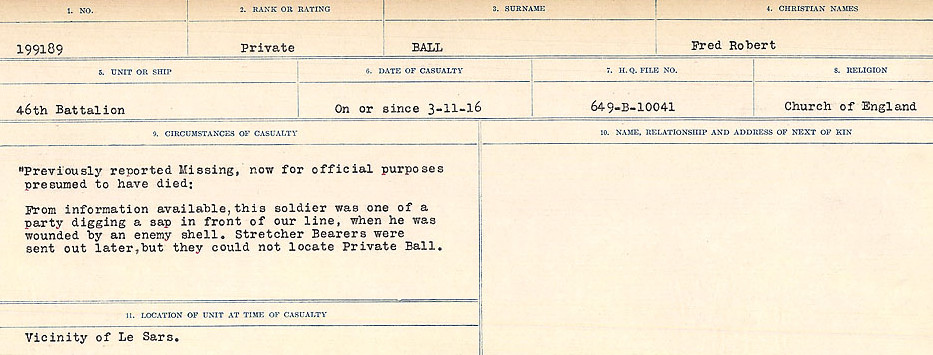 1. NO. 2. RANK OR RATING 3. SURNAME 4. CHRISTIAN NAMES
199189 Private BALL Fred Robert
5. UNIT OR SHIP 6. DATE OF CASUALTY 7. H.Q. FILE NO. 8. RELIGION
46th Battalion On or since 3-11-16 649-B-10041 Church of England
9. CIRCUMSTANCES OF CASUALTY 10. NAME, RELATIONSHIP AND ADDRESS OF NEXT OF KIN
"Previously reported Missing, now for official purposes
presumed to have died:
From information available,this soldier was one of a
party digging a sap in front of our line, when he was
wounded by an enemy shell. Stretcher Bearers were
sent out later,but they could not locate Private Ball.
11. LOCATION OF UNIT AT TIME OF CASUALTY
Vicinity of Le Sars.